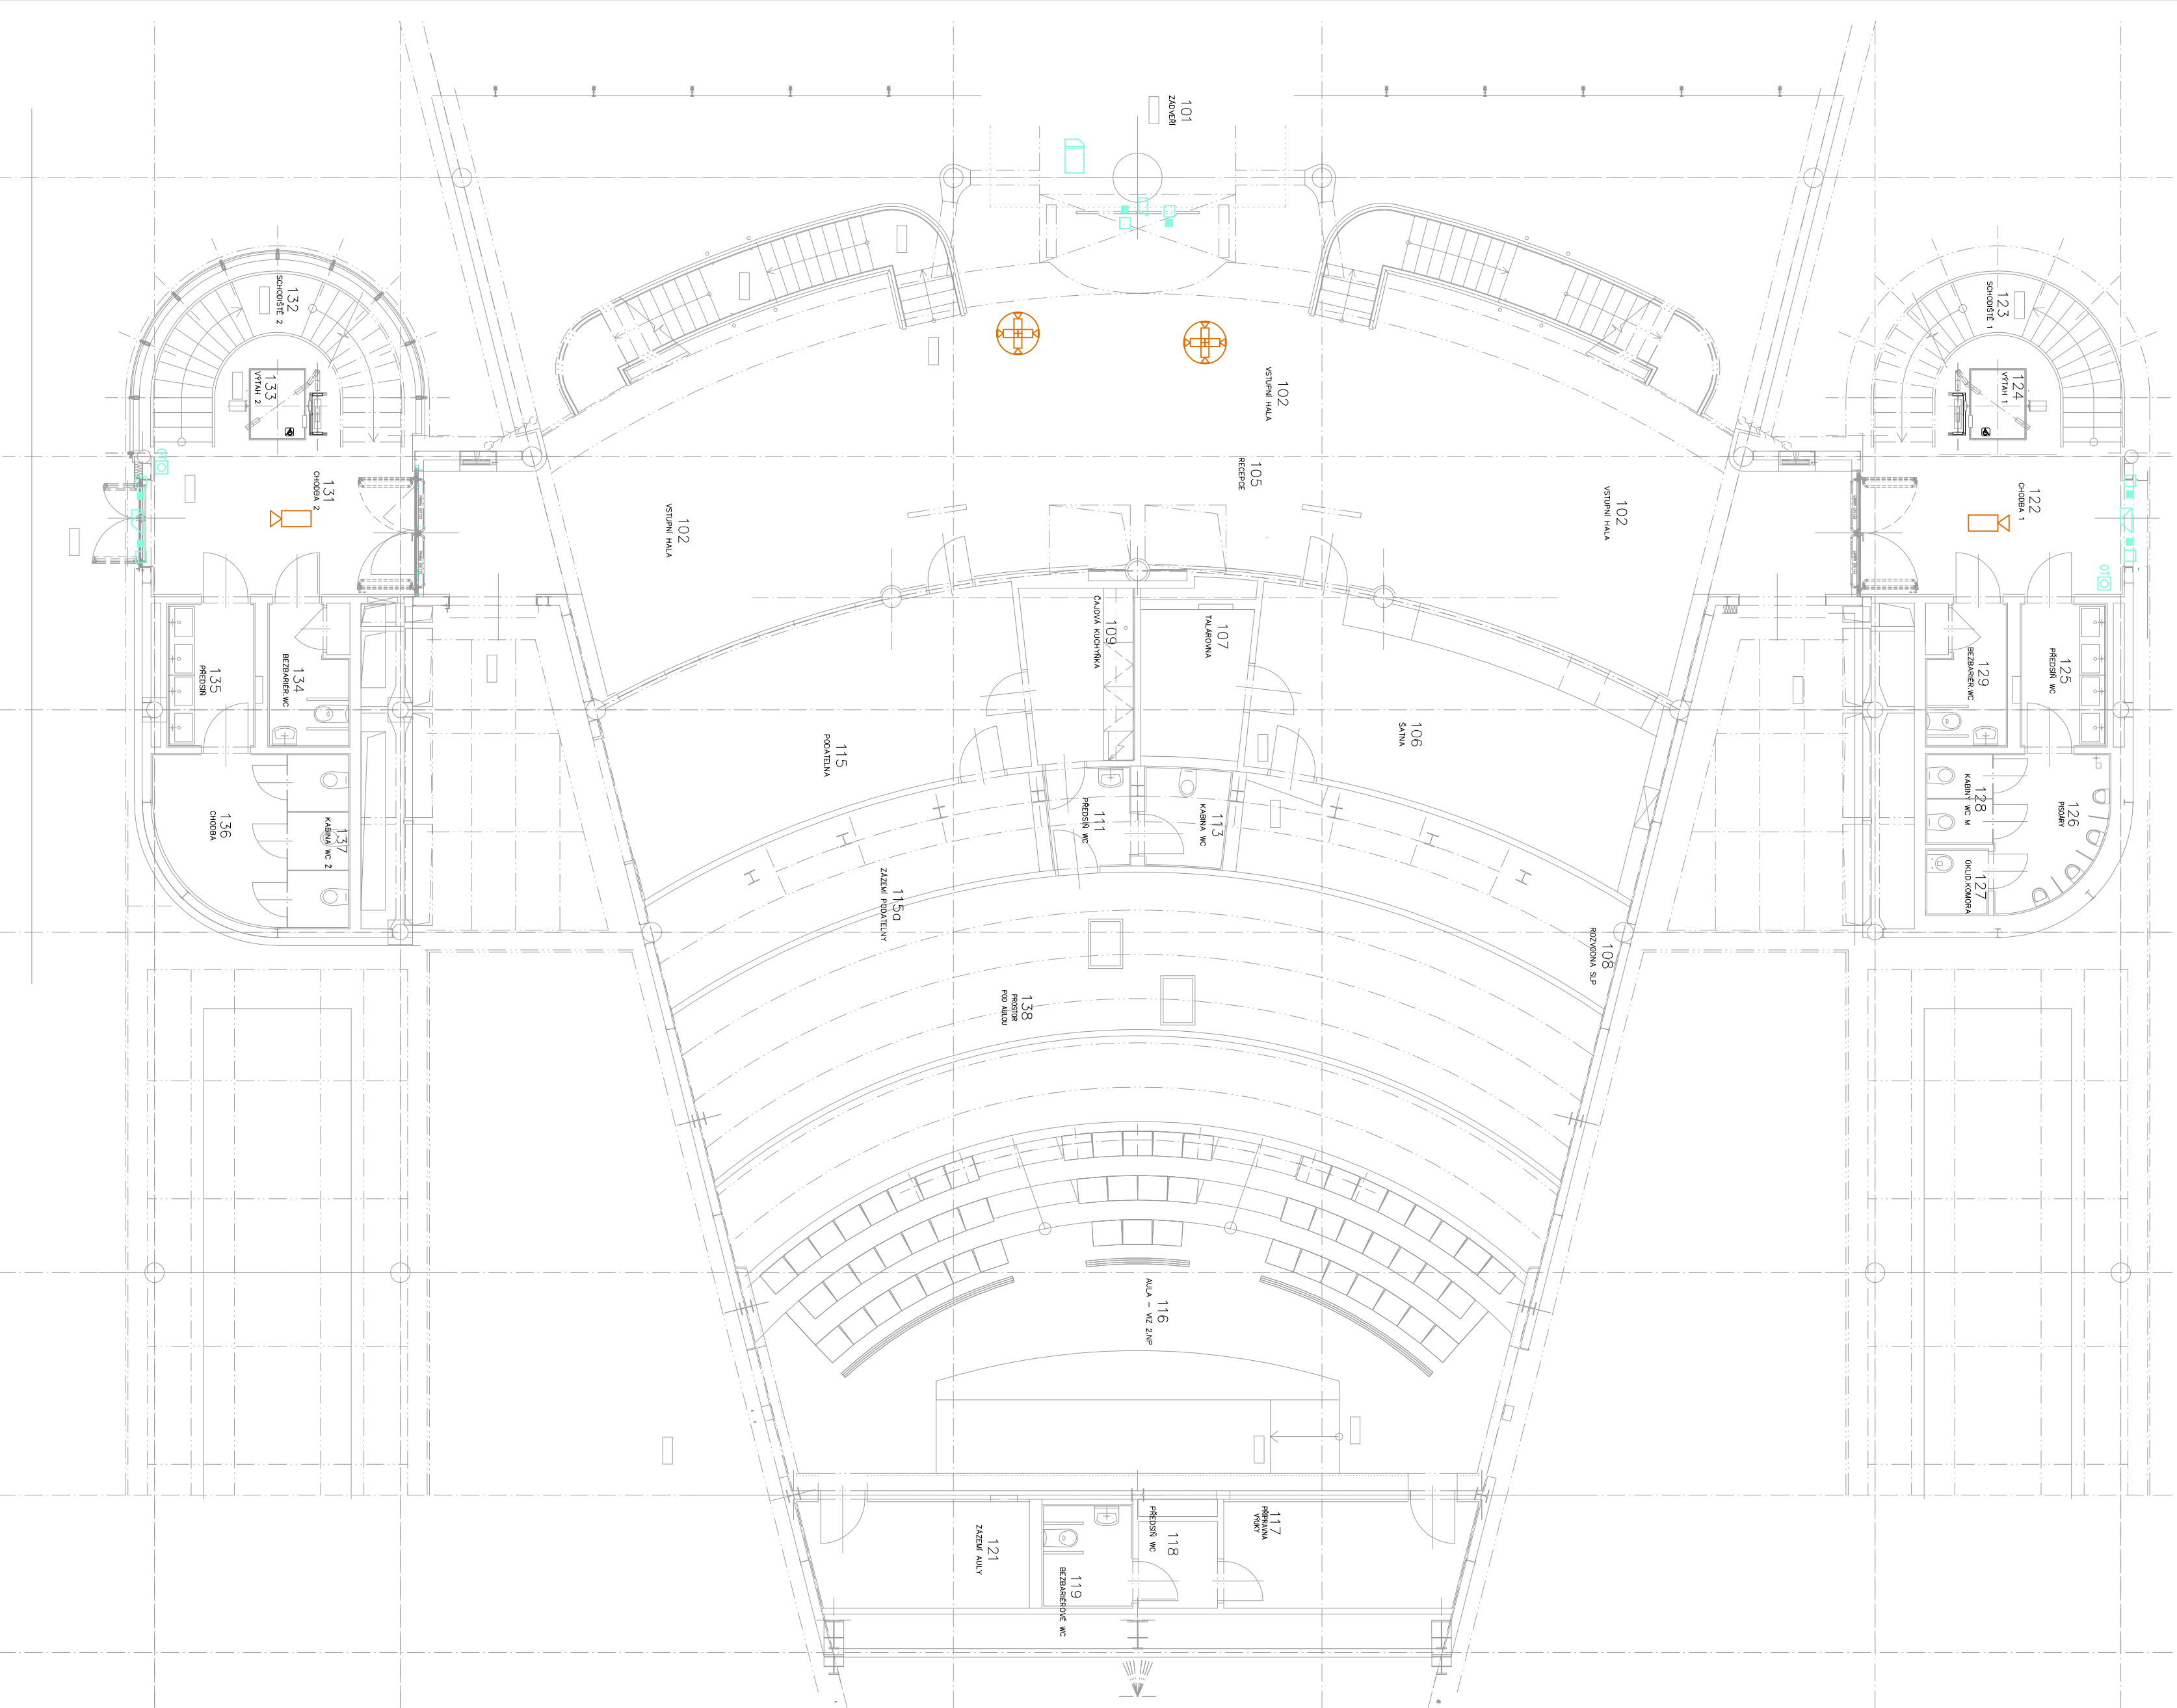 101
ZÁDVEŘÍ
132
SCHODIŠTĚ 2
133
VÝTAH 2
131
CHODBA 2
OT
102
VSTUPNÍ HALA
102
VSTUPNÍ HALA
105
RECEPCE
102
VSTUPNÍ HALA
123
SCHODIŠTĚ 1
124
VÝTAH 1
122
CHODBA 1
OT
135
PŘEDSÍŇ
134
BEZBARIÉR.WC
136
CHODBA
137
KABINA WC 2
115
PODATELNA
109
ČAJOVÁ KUCHYŇKA
107
TALÁROVNA
106
ŠATNA
111
PŘEDSÍŇ WC
113
KABINA WC
129
BEZBARIÉR.WC
125
PŘEDSÍŇ WC
128
KABINY WC M
126
PISOÁRY
127
ÚKLID.KOMORA
115a
ZÁZEMÍ PODATELNY
108
ROZVODNA SLP
138
PROSTOR
POD AULOU
116
AULA – VIZ 2.NP
121
ZÁZEMÍ AULY
119
BEZBARIÉROVÉ WC
118
PŘEDSÍŇ WC
117
PŘÍPRAVNA
VÝUKY